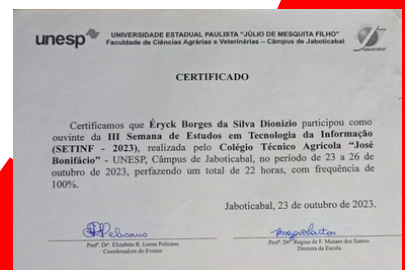 unesp
UNIVERSIDADE ESTADUAL PAULISTA "JÚLIO DE MESQUITA FILHO"
Faculdade de Ciências Agrárias e Veterinárias – Câmpus de Jaboticabal
Jaboticabal
CERTIFICADO
Certificamos que Éryck Borges da Silva Dionizio participou como
ouvinte da III Semana de Estudos em Tecnologia da Informação
(SETINF - 2023), realizada pelo Colégio Técnico Agrícola "José
Bonifácio" - UNESP, Câmpus de Jaboticabal, no período de 23 a 26 de
outubro de 2023, perfazendo um total de 22 horas, com frequência de
100%.
Jaboticabal, 23 de outubro de 2023.
Profª. Drª. Elizabete R. Leone Pelicano
Coordenadora do Evento
Profª. Drª. Regina de F. Mazaro dos Santos
Diretora da Escola